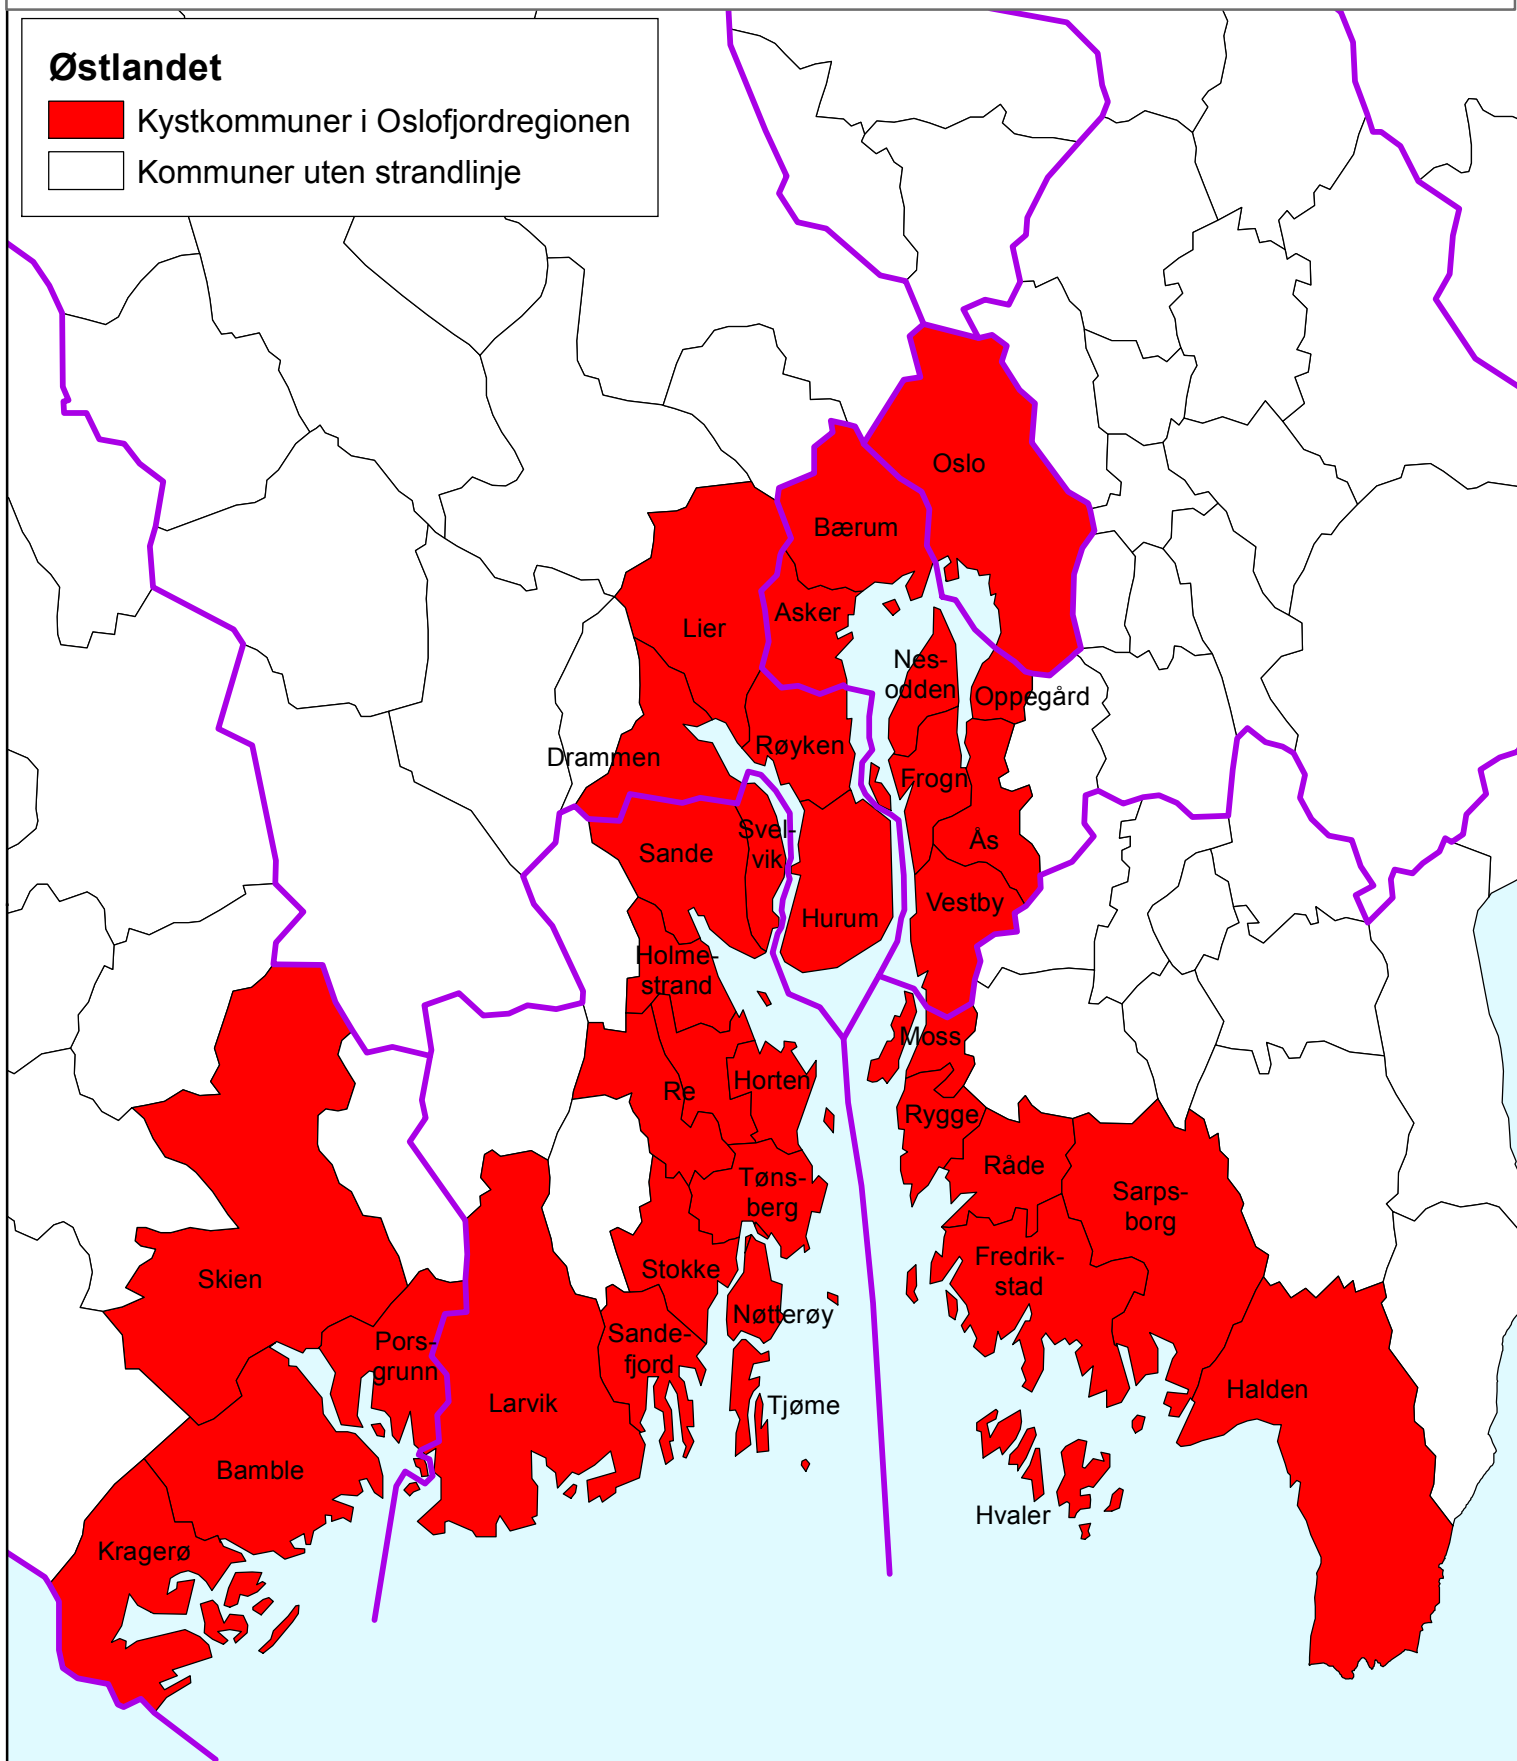 Østlandet
Kystkommuner i Oslofjordregionen
Kommuner uten strandlinje
Oslo
Bærum
Asker
Lier
Nes-
odden
Oppegård
Drammen
Røyken
Frogn
Svel-
vik
Ås
Sande
Vestby
Hurum
Holme-
strand
Moss
Re
Horten
Rygge
Råde
Tøns-
berg
Sarps-
borg
Skien
Stokke
Fredrik-
stad
Nøtterøy
Pors-
grunn
Sande-
fjord
Halden
Larvik
Tjøme
Bamble
Hvaler
Kragerø